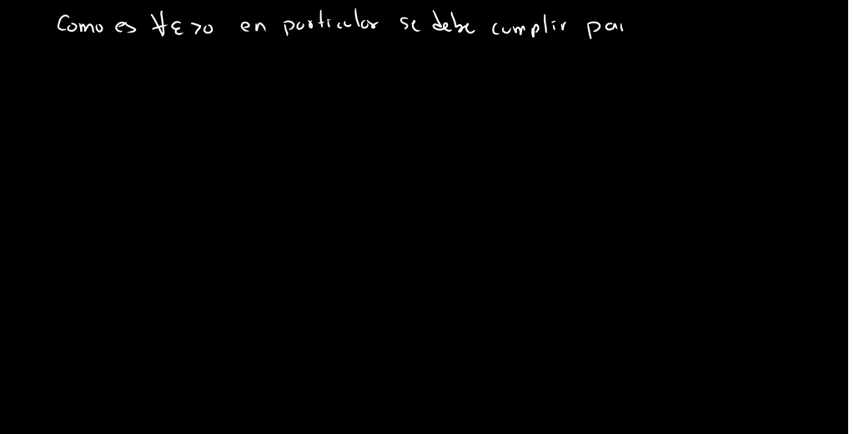 Como es ∀ε>0 en particular se debe cumplir par